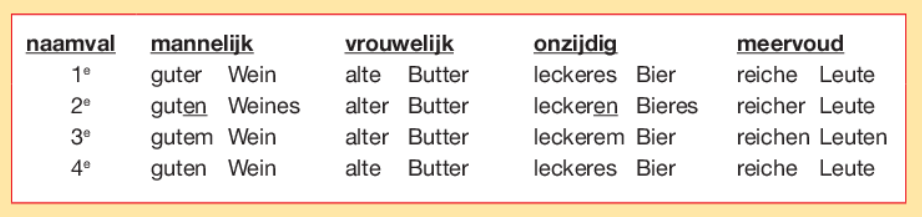 naamval mannelijk vrouwelijk onzijdig meervoud
1e guter Wein alte Butter leckeres Bier reiche Leute
2e guten Weines alter Butter leckeren Bieres reicher Leute
3e gutem Wein alter Butter leckerem Bier reichen Leuten
4e guten Wein alte Butter leckeres Bier reiche Leute